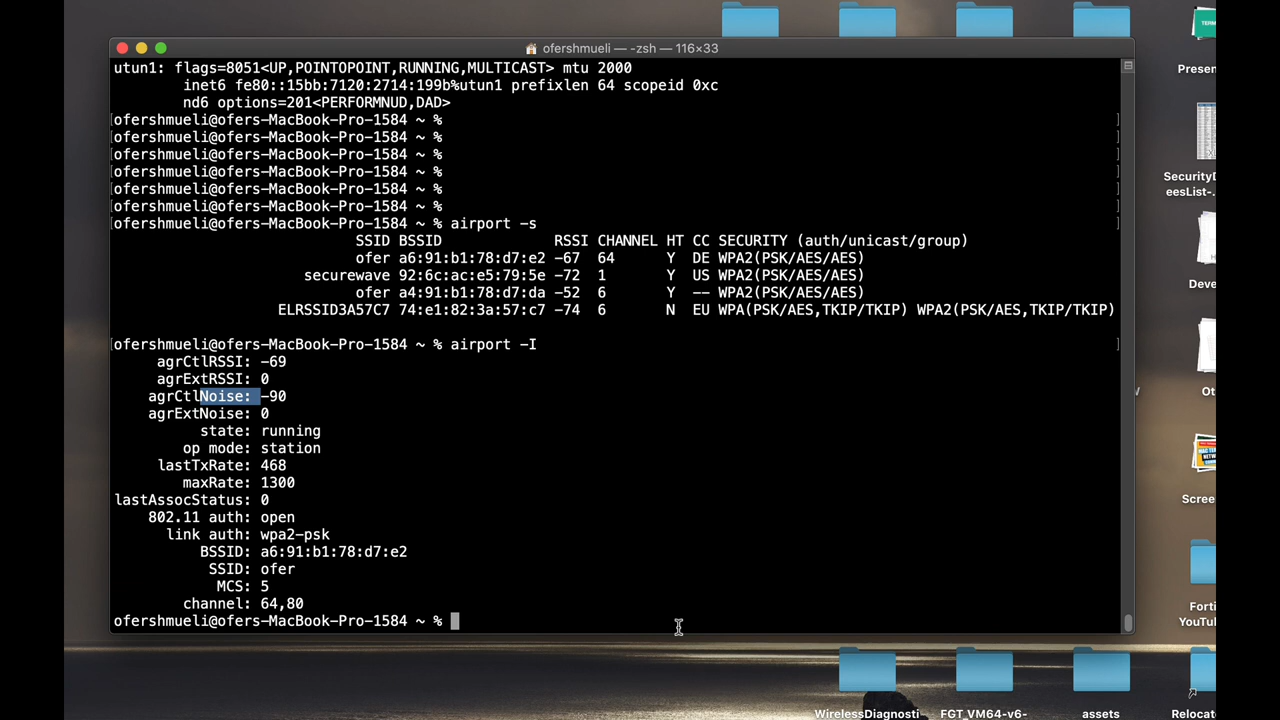 ofershmueli — -zsh — 116×33
utun1: flags=8051<UP,POINTOPOINT,RUNNING,MULTICAST> mtu 2000
inet6 fe80::15bb:7120:2714:199b%utun1 prefixlen 64 scopeid 0xc
nd6 options=201<PERFORMNUD,DAD>
[ofershmueli@ofers-MacBook-Pro-1584 ~ % ]
[ofershmueli@ofers-MacBook-Pro-1584 ~ % ]
[ofershmueli@ofers-MacBook-Pro-1584 ~ % ]
[ofershmueli@ofers-MacBook-Pro-1584 ~ % ]
[ofershmueli@ofers-MacBook-Pro-1584 ~ % ]
[ofershmueli@ofers-MacBook-Pro-1584 ~ % ]
[ofershmueli@ofers-MacBook-Pro-1584 ~ % airport -s ]
SSID BSSID RSSI CHANNEL HT CC SECURITY (auth/unicast/group)
ofer a6:91:b1:78:d7:e2 -67 64 Y DE WPA2(PSK/AES/AES)
securewave 92:6c:ac:e5:79:5e -72 1 Y US WPA2(PSK/AES/AES)
ofer a4:91:b1:78:d7:da -52 6 Y -- WPA2(PSK/AES/AES)
ELRSSID3A57C7 74:e1:82:3a:57:c7 -74 6 N EU WPA(PSK/AES,TKIP/TKIP) WPA2(PSK/AES,TKIP/TKIP)
[ofershmueli@ofers-MacBook-Pro-1584 ~ % airport -I ]
agrCtlRSSI: -69
agrExtRSSI: 0
agrCtlNoise: -90
agrExtNoise: 0
state: running
op mode: station
lastTxRate: 468
maxRate: 1300
lastAssocStatus: 0
802.11 auth: open
link auth: wpa2-psk
BSSID: a6:91:b1:78:d7:e2
SSID: ofer
MCS: 5
channel: 64,80
ofershmueli@ofers-MacBook-Pro-1584 ~ %
Presen
SecurityD
eesList-.
Deve
Ot
Scree
Forti
YouTu
WirelessDiagnosti-
FGT_VM64-v6-
assets
Relocat